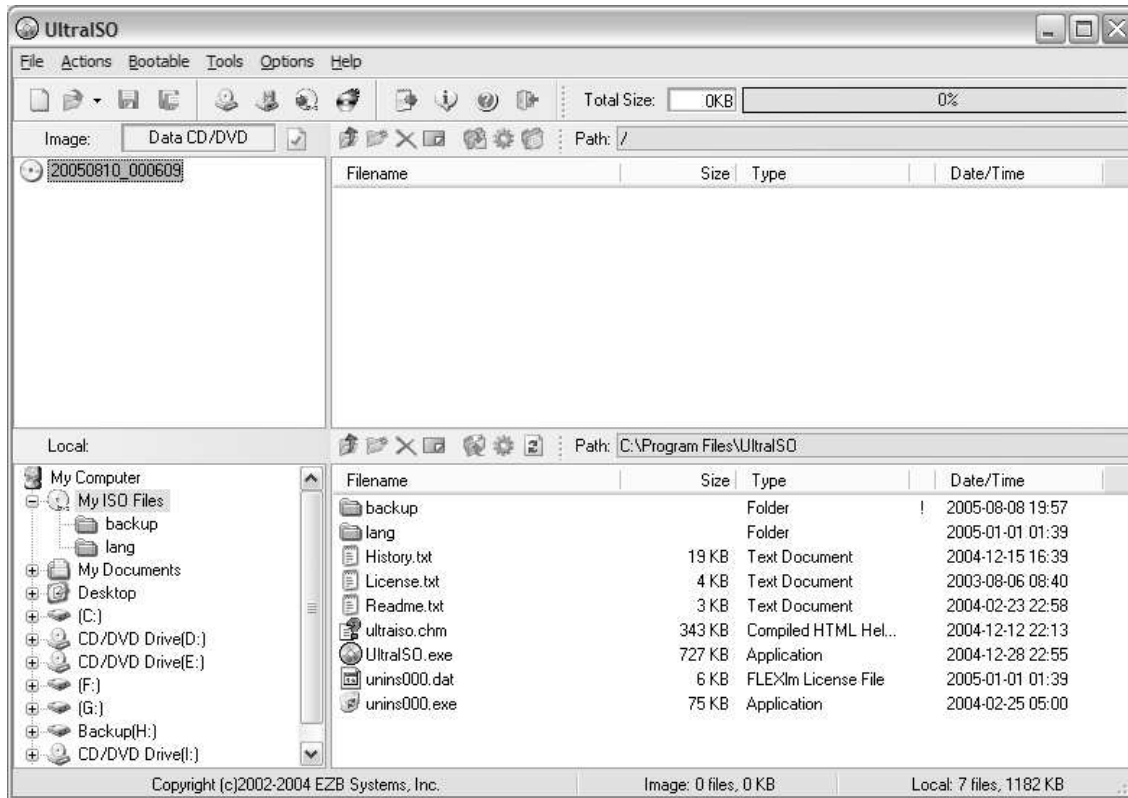 UltraISO
File Actions Bootable Tools Options Help
Total Size: 0KB 0%
Image: Data CD/DVD Path: /
20050810_000609
Filename Size Type Date/Time
Local: Path: C:\Program Files\UltraISO
My Computer
My ISO Files
backup
lang
My Documents
Desktop
(C:)
CD/DVD Drive(D:)
CD/DVD Drive(E:)
(F:)
(G:)
Backup(H:)
CD/DVD Drive(I:)
Filename Size Type Date/Time
backup Folder ! 2005-08-08 19:57
lang Folder 2005-01-01 01:39
History.txt 19 KB Text Document 2004-12-15 16:39
License.txt 4 KB Text Document 2003-08-06 08:40
Readme.txt 3 KB Text Document 2004-02-23 22:58
ultraiso.chm 343 KB Compiled HTML Hel... 2004-12-12 22:13
UltraISO.exe 727 KB Application 2004-12-28 22:55
unins000.dat 6 KB FLEXlm License File 2005-01-01 01:39
unins000.exe 75 KB Application 2004-02-25 05:00
Copyright (c)2002-2004 EZB Systems, Inc. Image: 0 files, 0 KB Local: 7 files, 1182 KB